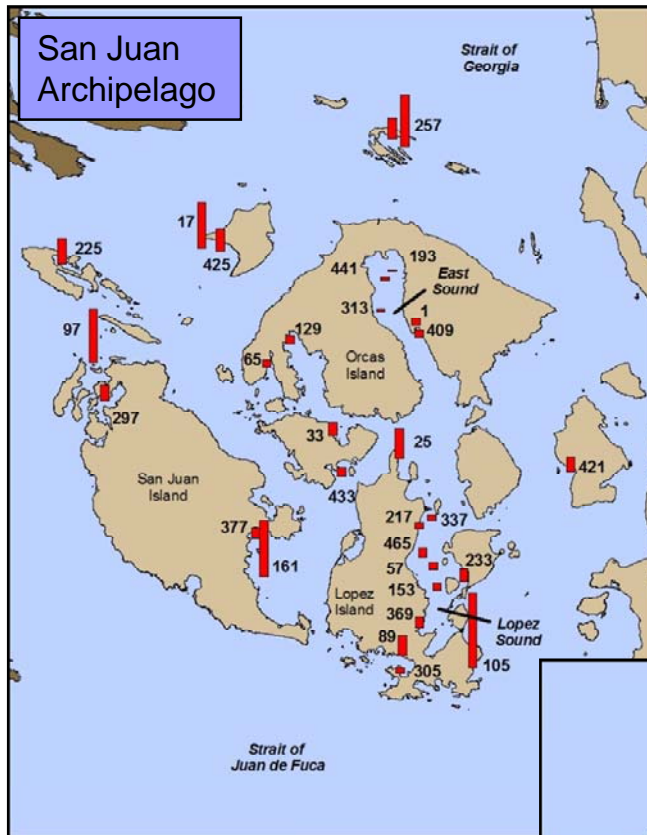 San Juan
Archipelago
Strait of
Georgia
257
17
425
225
193
441
East
Sound
97
313
1
129
409
65
Orcas
Island
297
33
25
421
San Juan
Island
433
377
217
337
465
233
161
57
153
Lopez
Island
369
Lopez
Sound
89
105
305
Strait of
Juan de Fuca